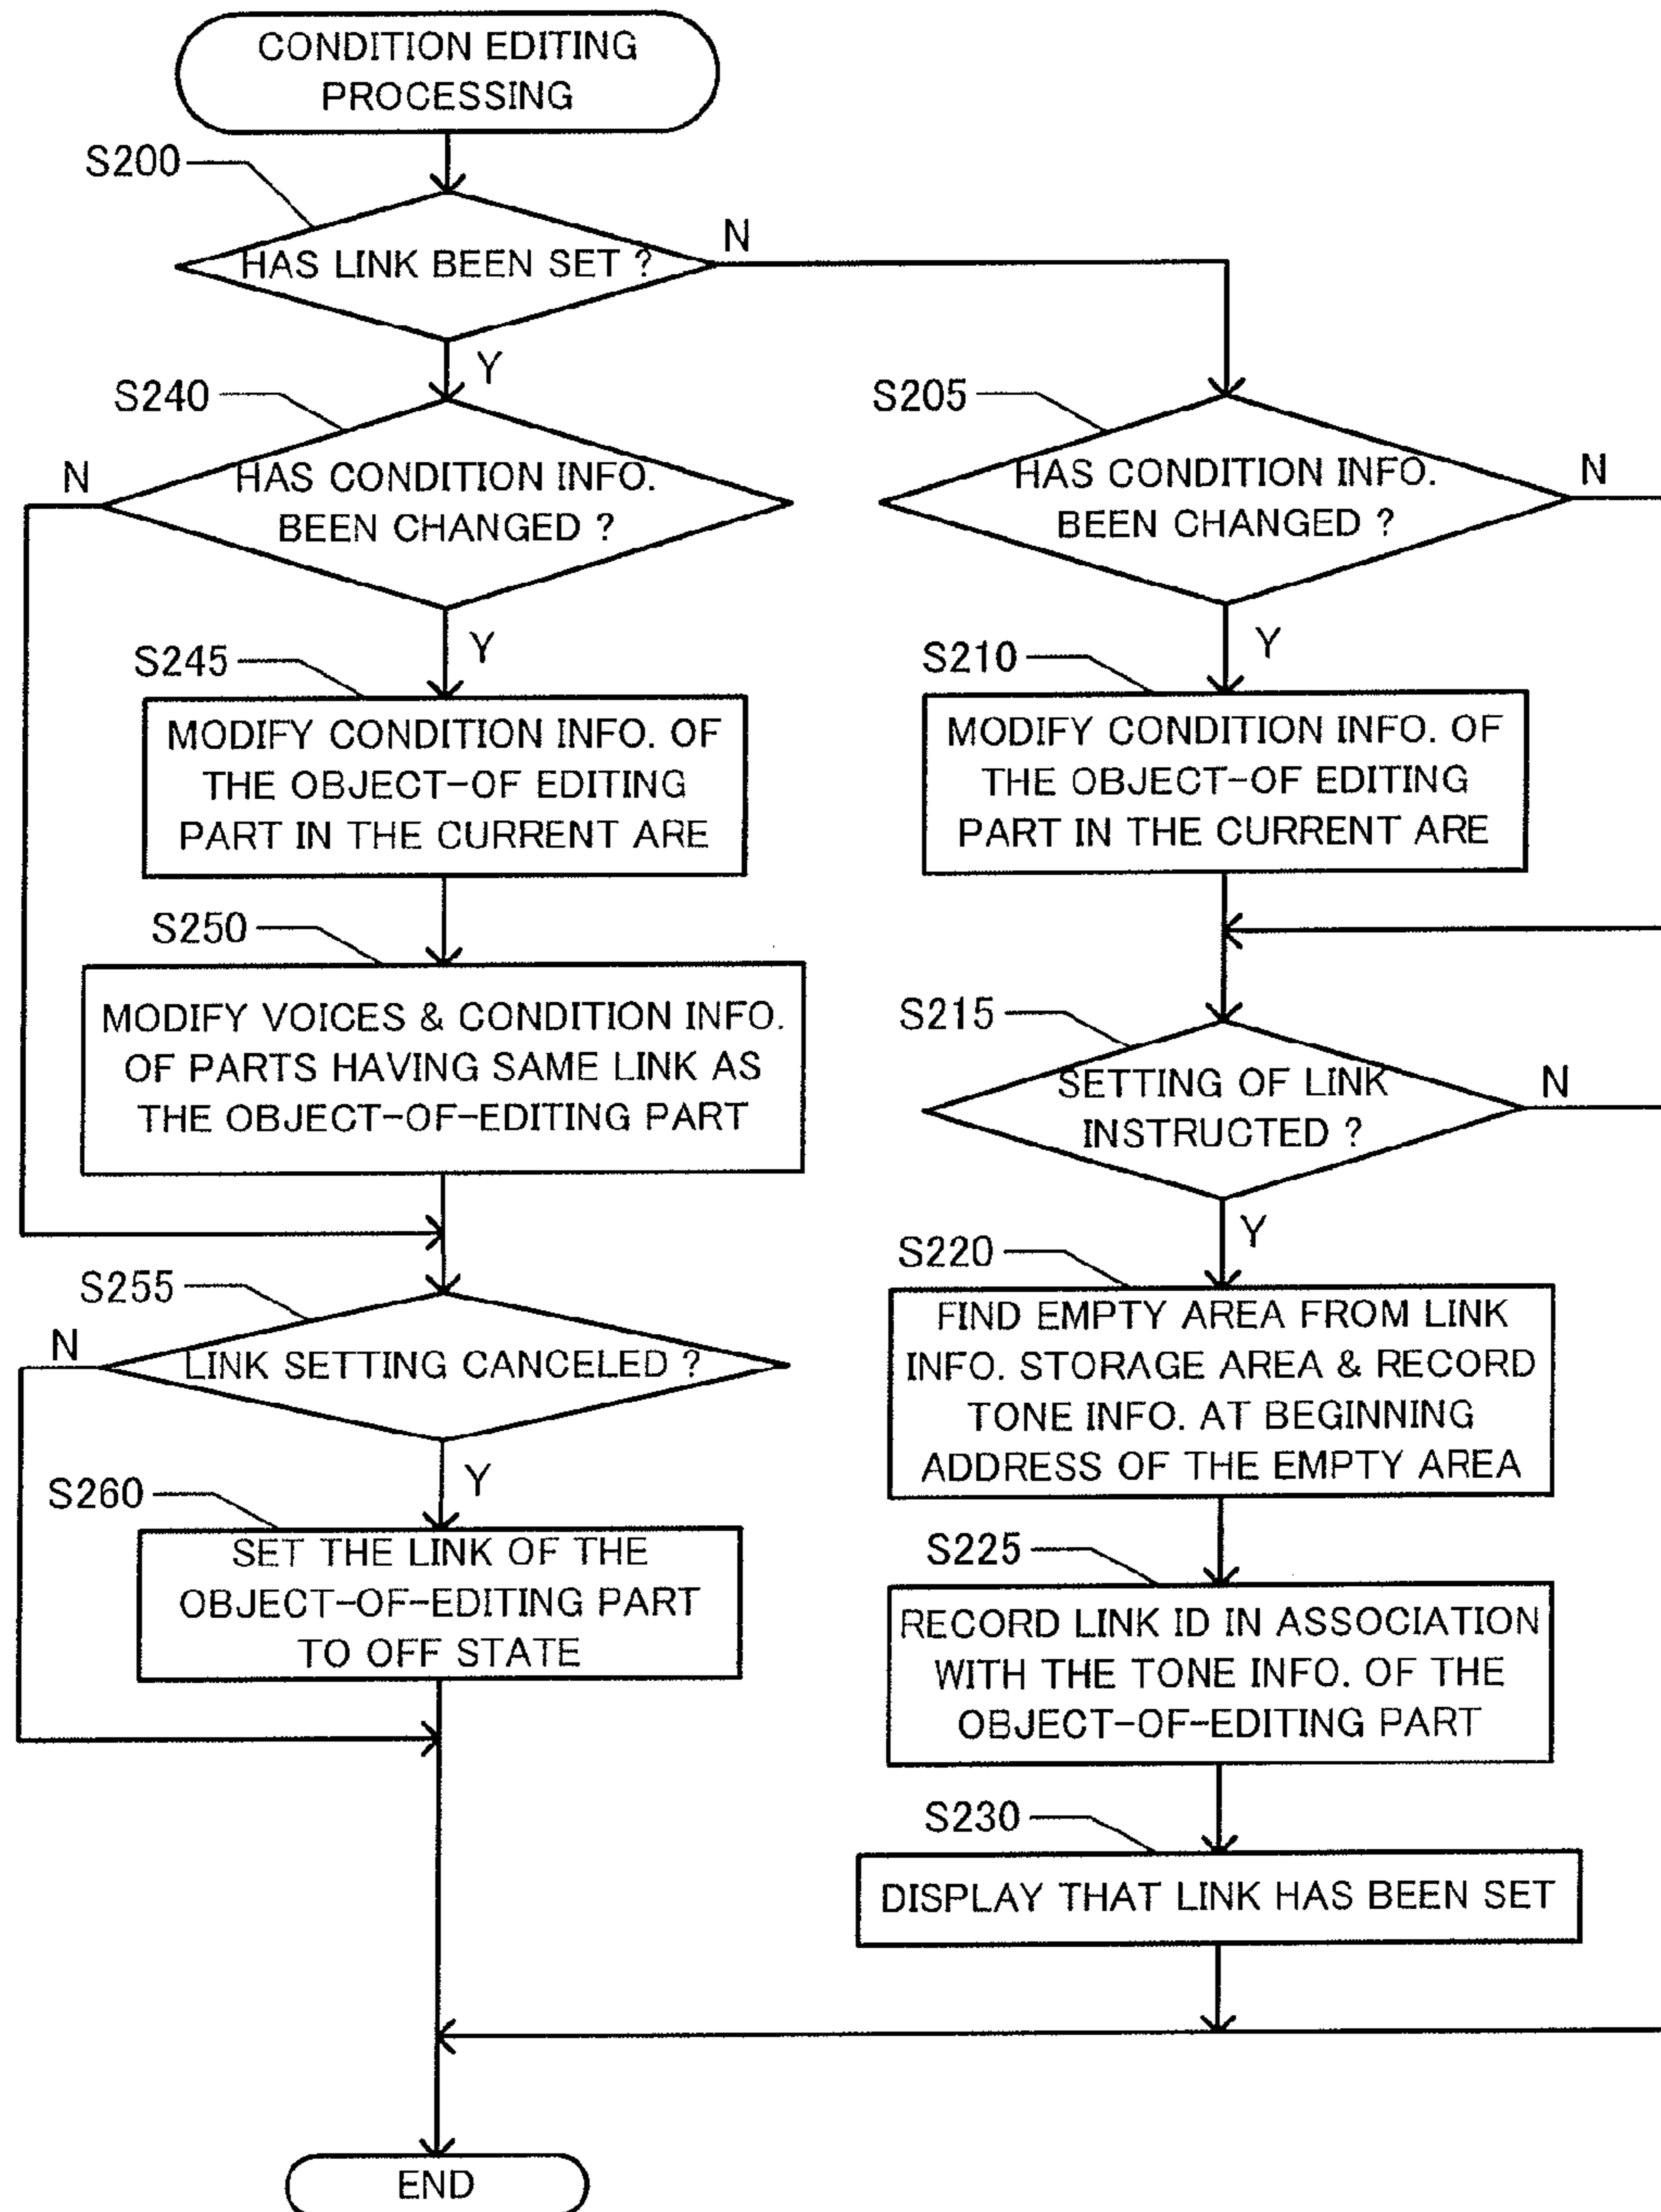 CONDITION EDITING
PROCESSING
S200
HAS LINK BEEN SET ?
N
Y
S240
HAS CONDITION INFO.
BEEN CHANGED ?
N
Y
S245
MODIFY CONDITION INFO. OF
THE OBJECT-OF EDITING
PART IN THE CURRENT ARE
S250
MODIFY VOICES & CONDITION INFO.
OF PARTS HAVING SAME LINK AS
THE OBJECT-OF-EDITING PART
S255
LINK SETTING CANCELED ?
N
Y
S260
SET THE LINK OF THE
OBJECT-OF-EDITING PART
TO OFF STATE
S205
HAS CONDITION INFO.
BEEN CHANGED ?
N
Y
S210
MODIFY CONDITION INFO. OF
THE OBJECT-OF EDITING
PART IN THE CURRENT ARE
S215
SETTING OF LINK
INSTRUCTED ?
N
Y
S220
FIND EMPTY AREA FROM LINK
INFO. STORAGE AREA & RECORD
TONE INFO. AT BEGINNING
ADDRESS OF THE EMPTY AREA
S225
RECORD LINK ID IN ASSOCIATION
WITH THE TONE INFO. OF THE
OBJECT-OF-EDITING PART
S230
DISPLAY THAT LINK HAS BEEN SET
END